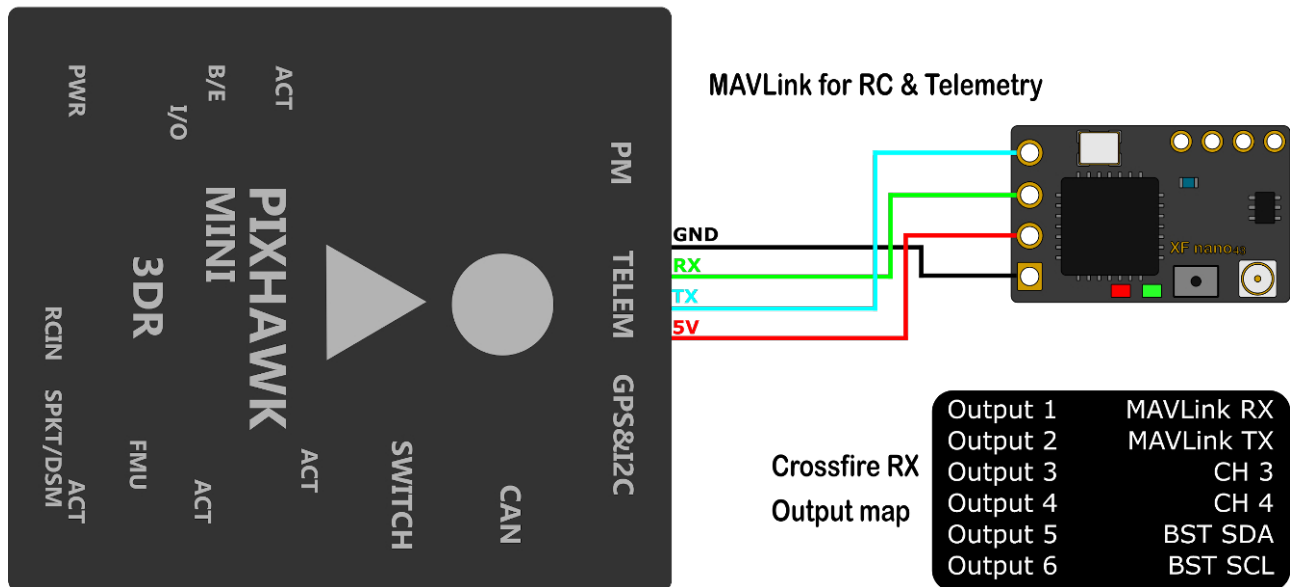 MAVLink for RC & Telemetry
PWR
I/O
B/E
ACT
PIXHAWK
MINI
3DR
RCIN
SPKT/DSM
ACT
FMU
ACT
ACT
SWITCH
CAN
PM
TELEM
GPS&I2C
GND
RX
TX
5V
XF nano
Crossfire RX
Output map
Output 1 MAVLink RX
Output 2 MAVLink TX
Output 3 CH 3
Output 4 CH 4
Output 5 BST SDA
Output 6 BST SCL